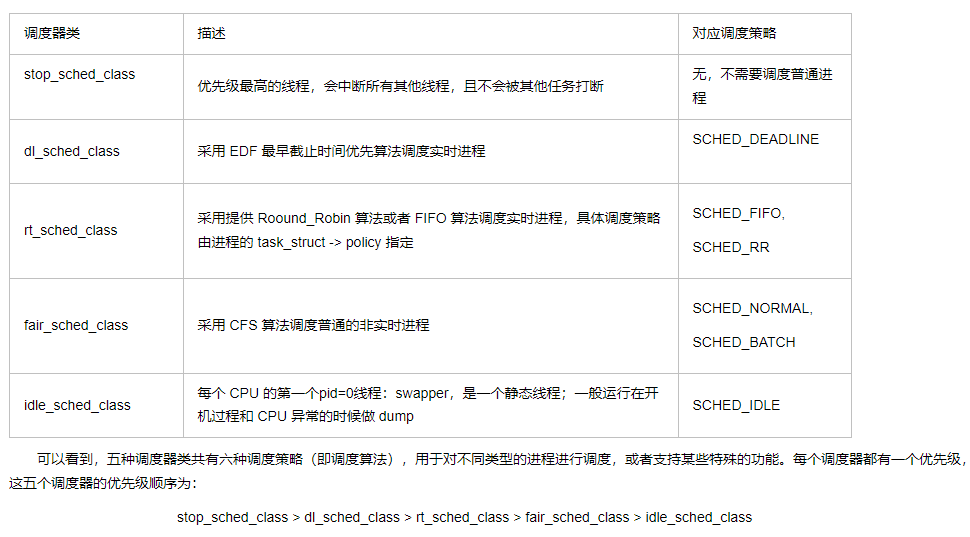 调度器类 描述 对应调度策略
stop_sched_class 优先级最高的线程，会中断所有其他线程，且不会被其他任务打断 无，不需要调度普通进
程
dl_sched_class 采用 EDF 最早截止时间优先算法调度实时进程 SCHED_DEADLINE
rt_sched_class 采用提供 Roound_Robin 算法或者 FIFO 算法调度实时进程，具体调度策略
由进程的 task_struct -> policy 指定
SCHED_FIFO,
SCHED_RR
fair_sched_class 采用 CFS 算法调度普通的非实时进程
SCHED_NORMAL,
SCHED_BATCH
idle_sched_class 每个 CPU 的第一个pid=0线程：swapper，是一个静态线程；一般运行在开
机过程和 CPU 异常的时候做 dump
SCHED_IDLE
可以看到，五种调度器类共有六种调度策略（即调度算法），用于对不同类型的进程进行调度，或者支持某些特殊的功能。每个调度器都有一个优先级，
这五个调度器的优先级顺序为：
stop_sched_class > dl_sched_class > rt_sched_class > fair_sched_class > idle_sched_class